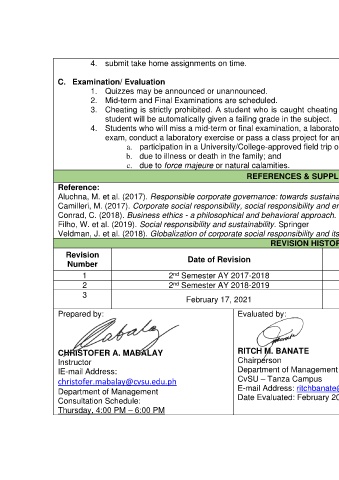 4. submit take home assignments on time.
C. Examination/ Evaluation
1. Quizzes may be announced or unannounced.
2. Mid-term and Final Examinations are scheduled.
3. Cheating is strictly prohibited. A student who is caught cheating
student will be automatically given a failing grade in the subject.
4. Students who will miss a mid-term or final examination, a laborato
exam, conduct a laboratory exercise or pass a class project for an
a. participation in a University/College-approved field trip o
b. due to illness or death in the family; and
c. due to force majeure or natural calamities.
REFERENCES & SUPPL
Reference:
Aluchna, M. et al. (2017). Responsible corporate governance: towards sustaina
Camilleri, M. (2017). Corporate social responsibility, social responsibility and en
Conrad, C. (2018). Business ethics - a philosophical and behavioral approach.
Filho, W. et al. (2019). Social responsibility and sustainability. Springer
Veldman, J. et al. (2018). Globalization of corporate social responsibility and its
REVISION HISTOR
Revision Number Date of Revision
1 2nd Semester AY 2017-2018
2 2nd Semester AY 2018-2019
3 February 17, 2021
Prepared by:
CHRISTOFER A. MABALAY
Instructor
IE-mail Address:
christofer.mabalay@cvsu.edu.ph
Department of Management
Consultation Schedule:
Thursday, 4:00 PM – 6:00 PM
Evaluated by:
RITCH M. BANATE
Chairperson
Department of Management
CvSU – Tanza Campus
E-mail Address: ritchbanate@
Date Evaluated: February 20